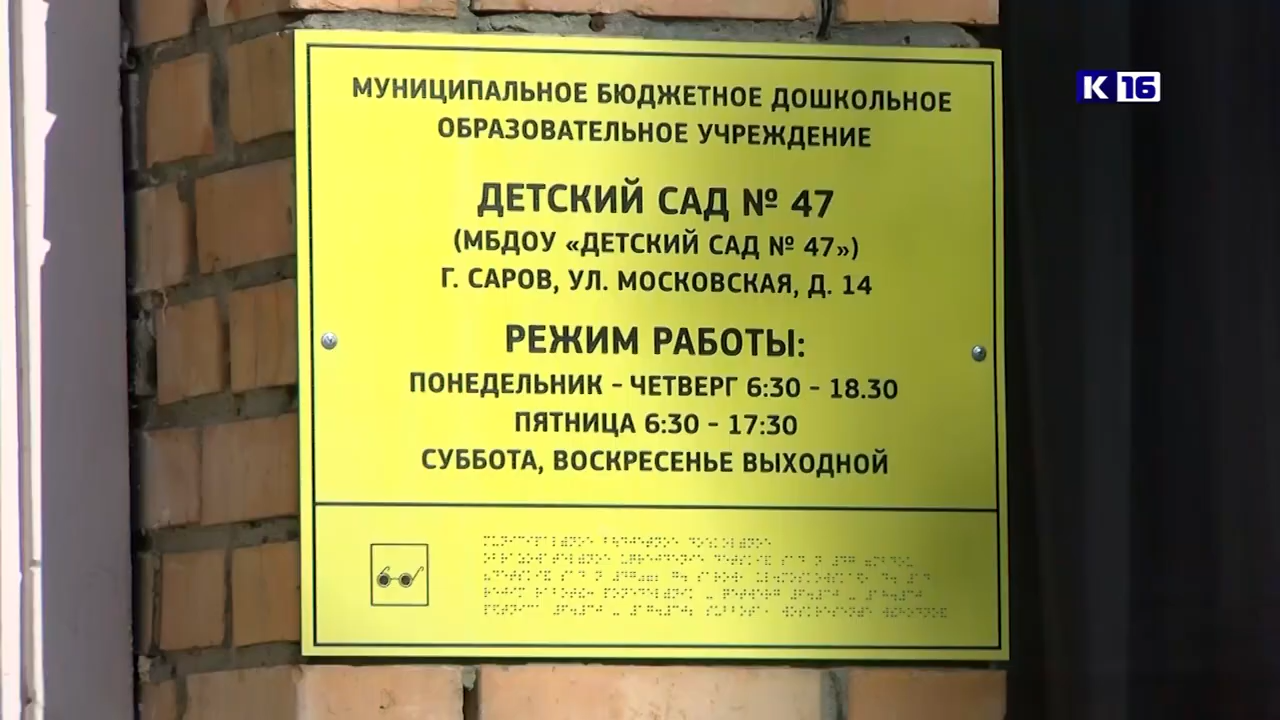 К 16
МУНИЦИПАЛЬНОЕ БЮДЖЕТНОЕ ДОШКОЛЬНОЕ
ОБРАЗОВАТЕЛЬНОЕ УЧРЕЖДЕНИЕ
ДЕТСКИЙ САД № 47
(МБДОУ «ДЕТСКИЙ САД № 47»)
Г. САРОВ, УЛ. МОСКОВСКАЯ, Д. 14
РЕЖИМ РАБОТЫ:
ПОНЕДЕЛЬНИК - ЧЕТВЕРГ 6:30 - 18.30
ПЯТНИЦА 6:30 - 17:30
СУББОТА, ВОСКРЕСЕНЬЕ ВЫХОДНОЙ